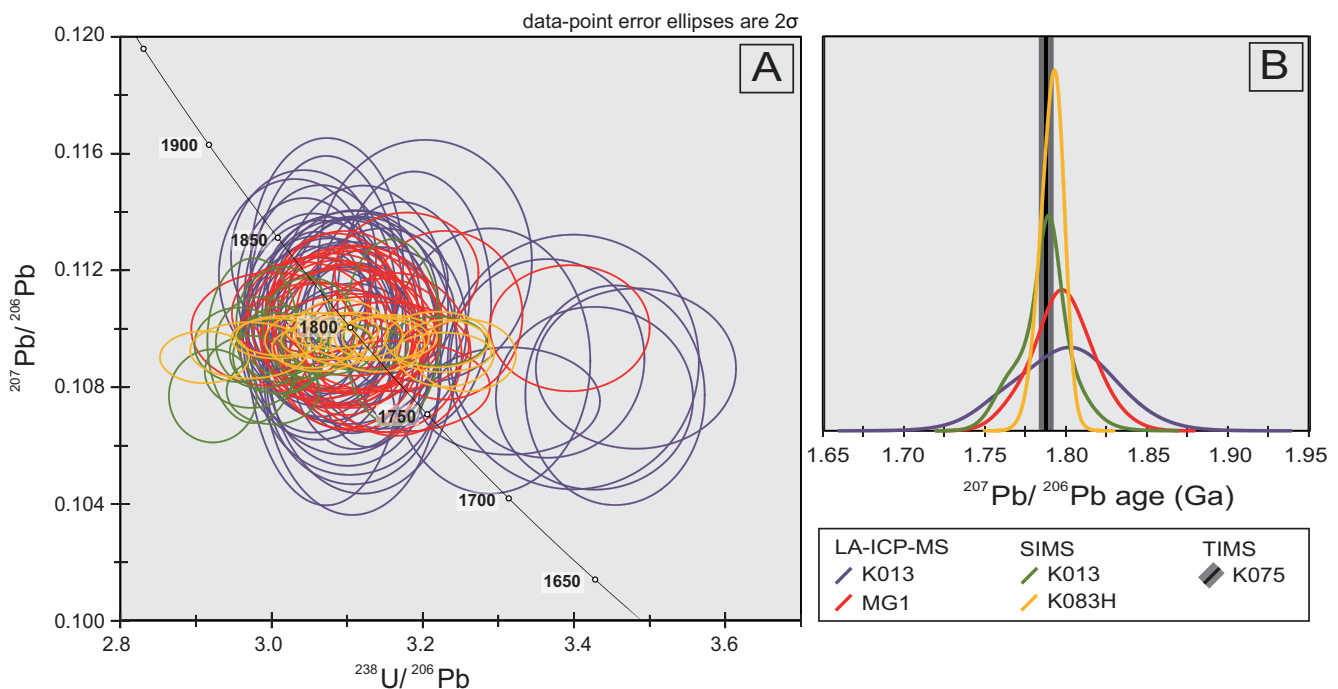 data-point error ellipses are 2σ
A
B
0.120
0.116
0.112
0.108
0.104
0.100
207Pb/ 206Pb
1900
1850
1800
1750
1700
1650
2.8 3.0 3.2 3.4 3.6
238U/ 206Pb
1.65 1.70 1.75 1.80 1.85 1.90 1.95
207Pb/ 206Pb age (Ga)
LA-ICP-MS SIMS TIMS
K013 K013 K075
MG1 K083H